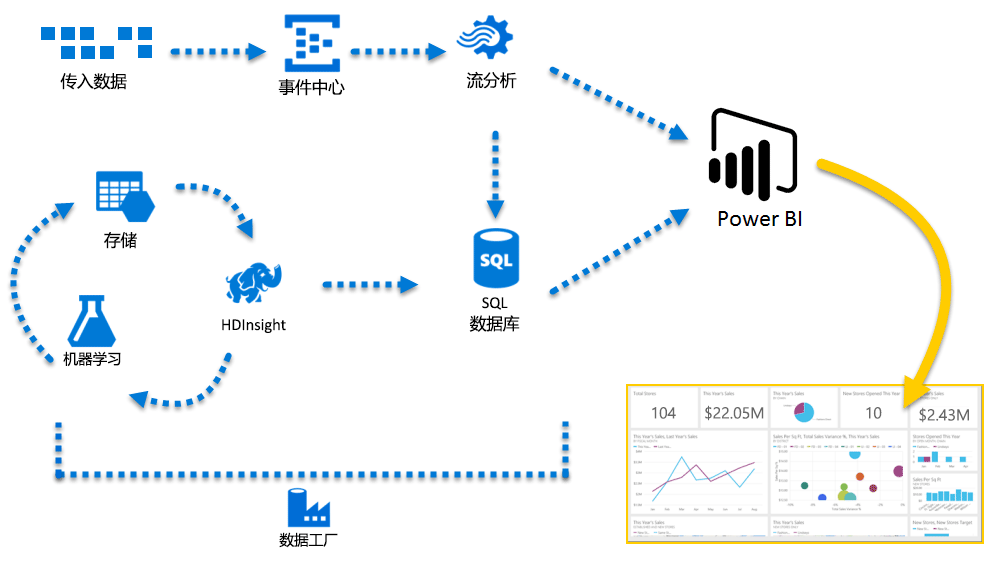 传入数据
事件中心
流分析
Power BI
存储
SQL
HDInsight
SQL
数据库
机器学习
数据工厂
Total Stores
104
This Year's Sales
$22.05M
This Year's Sales
New Stores Opened This Year
10
This Year's Sales
$2.43M
This Year's Sales, Last Year's Sales
Sales Per Sq Ft, Total Sales Variance %, This Year's Sales
Stores Opened This Year
Sales Per Sq Ft
Total Sales Variance %
This Year's Sales
This Year's Sales
New Stores, New Stores Target